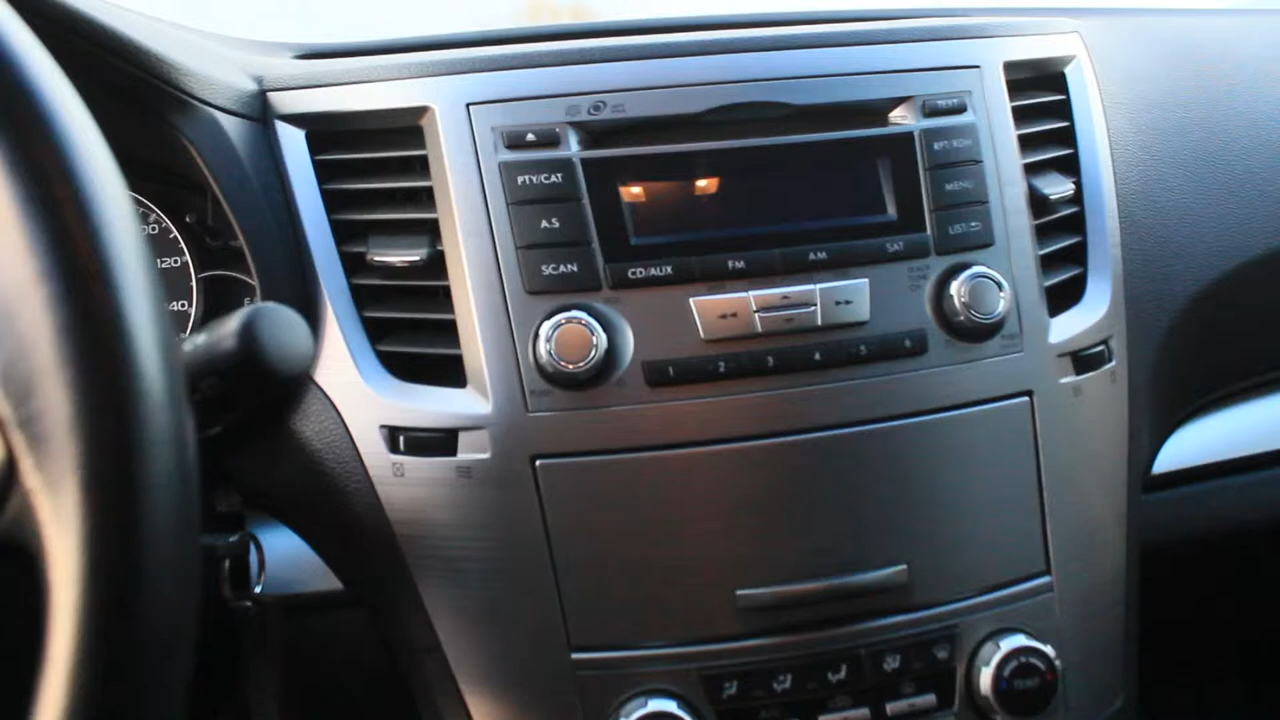 TEXT
PTY/CAT
RPT/RDM
A.S
MENU
SCAN
LIST
CD/AUX
FM
AM
SAT
1
2
3
4
5
6
120
TEMP